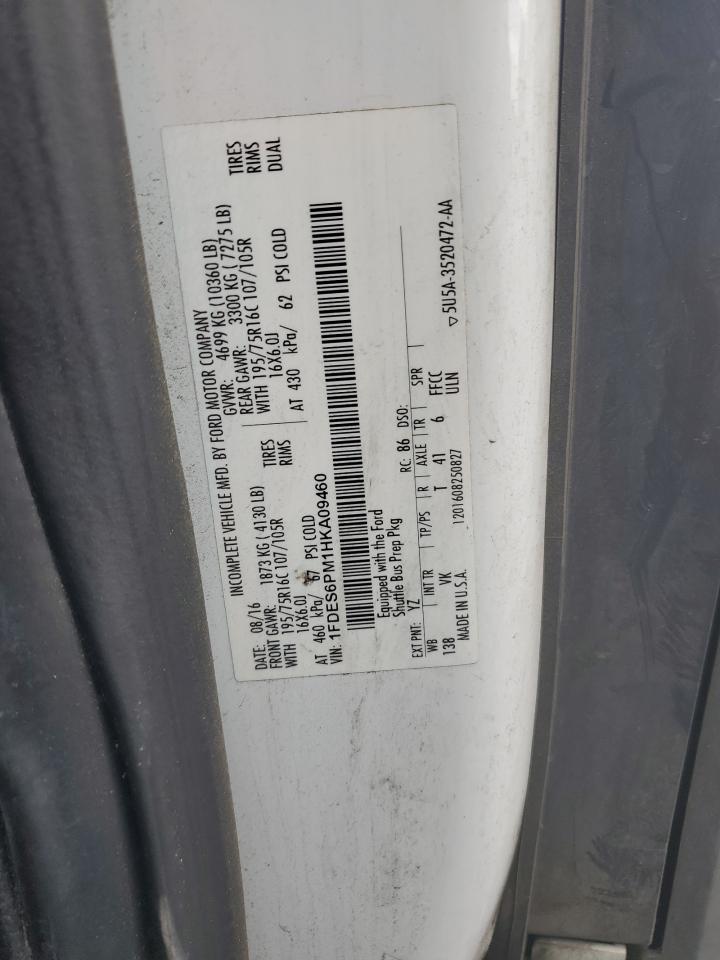 INCOMPLETE VEHICLE MFD. BY FORD MOTOR COMPANY
DATE: 08/16 GVWR: 4699 KG (10360 LB)
FRONT GAWR: 1873 KG ( 4130 LB) REAR GAWR: 3300 KG ( 7275 LB)
WITH 195/75R16C 107/105R TIRES WITH 195/75R16C 107/105R TIRES
16X6.0J RIMS 16X6.0J RIMS
AT 460 kPa/ 67 PSI COLD AT 430 kPa/ 62 PSI COLD DUAL
VIN: 1FDES6PM1HKA09460
Equipped with the Ford
Shuttle Bus Prep Pkg
EXT PNT: YZ RC: 86 DSO:
WB INT TR TP/PS R AXLE TR SPR
138 VK T 41 6 FFCC
MADE IN U.S.A. 1201608250827 ULN
▽ 5U5A-3520472-AA